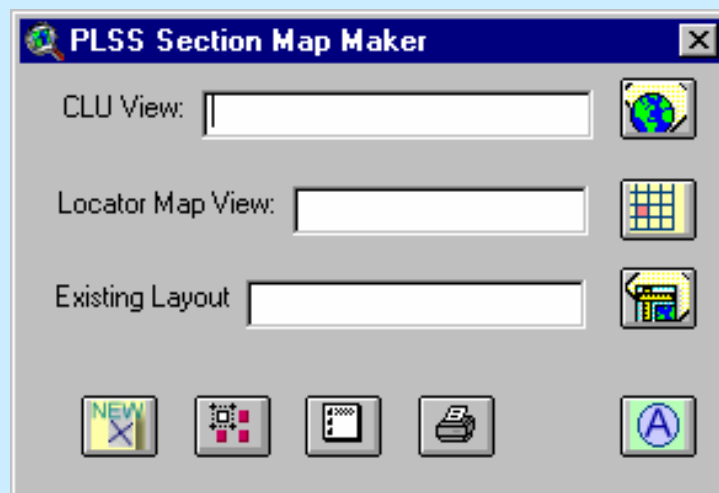 PLSS Section Map Maker
CLU View:
Locator Map View:
Existing Layout
NEW
A